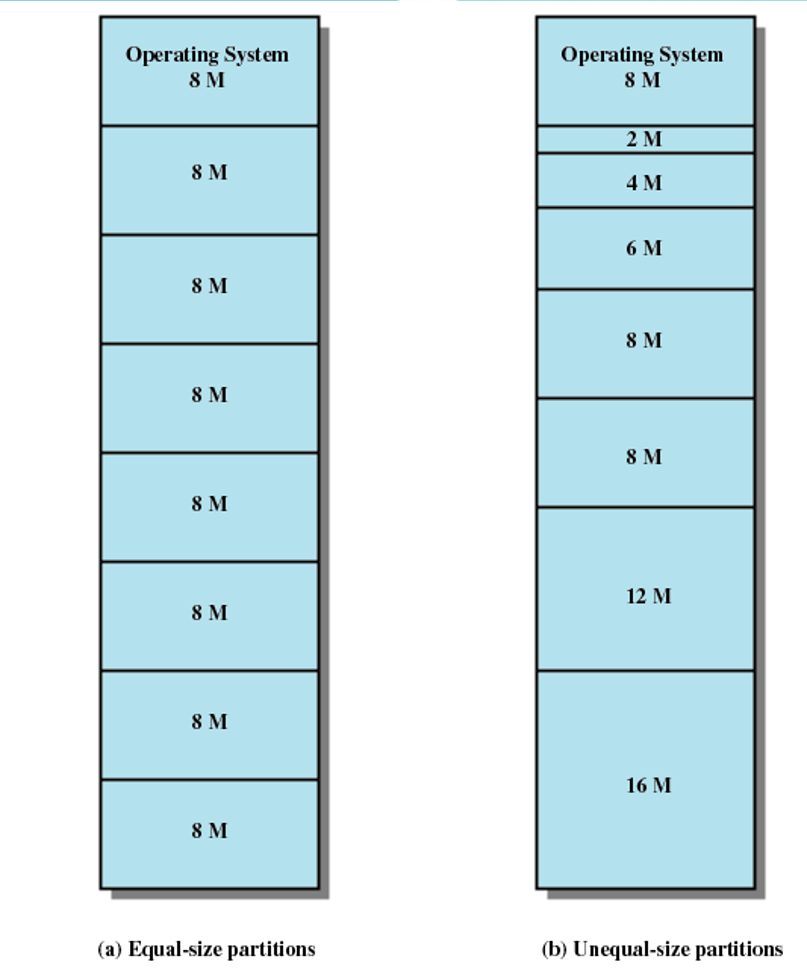 Operating System
8 M
8 M
8 M
8 M
8 M
8 M
8 M
8 M
(a) Equal-size partitions
Operating System
8 M
2 M
4 M
6 M
8 M
8 M
12 M
16 M
(b) Unequal-size partitions